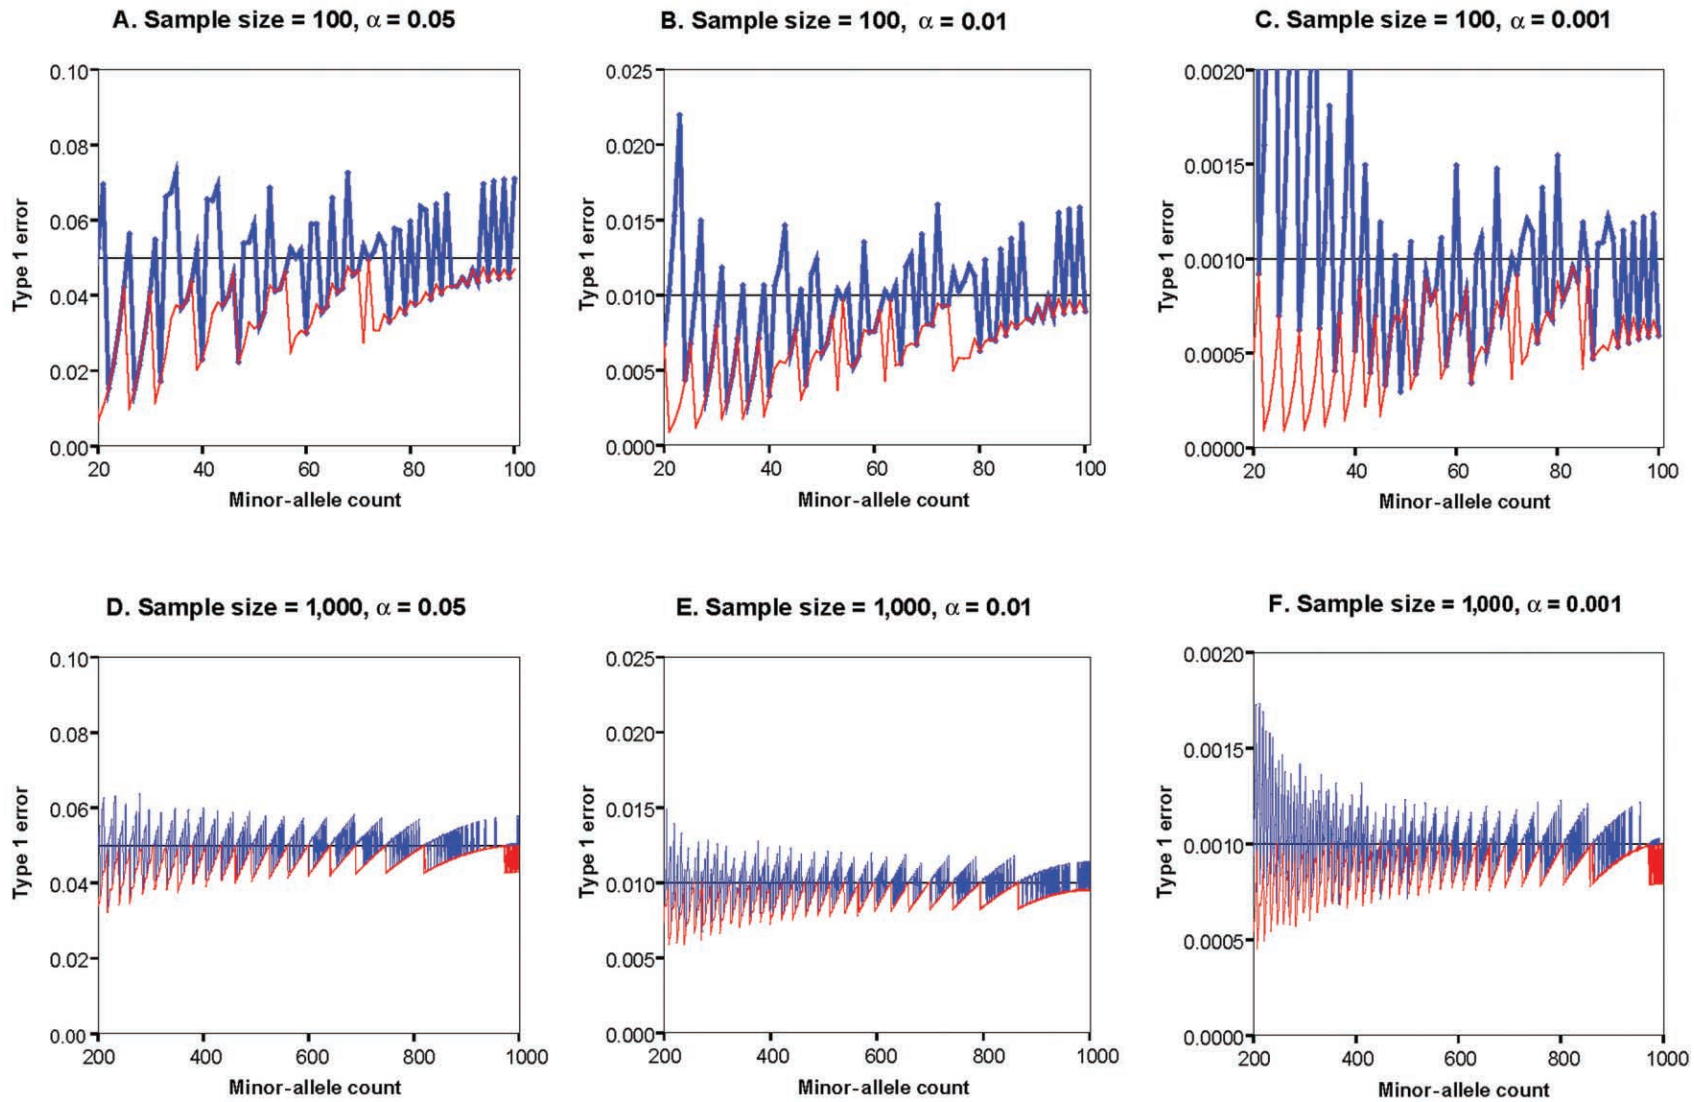 A. Sample size = 100, α = 0.05
B. Sample size = 100, α = 0.01
C. Sample size = 100, α = 0.001
0.10
0.08
0.06
0.04
0.02
0.00
Type 1 error
20 40 60 80 100
Minor-allele count
0.025
0.020
0.015
0.010
0.005
0.000
Type 1 error
20 40 60 80 100
Minor-allele count
0.0020
0.0015
0.0010
0.0005
0.0000
Type 1 error
20 40 60 80 100
Minor-allele count
D. Sample size = 1,000, α = 0.05
E. Sample size = 1,000, α = 0.01
F. Sample size = 1,000, α = 0.001
0.10
0.08
0.06
0.04
0.02
0.00
Type 1 error
200 400 600 800 1000
Minor-allele count
0.025
0.020
0.015
0.010
0.005
0.000
Type 1 error
200 400 600 800 1000
Minor-allele count
0.0020
0.0015
0.0010
0.0005
0.0000
Type 1 error
200 400 600 800 1000
Minor-allele count